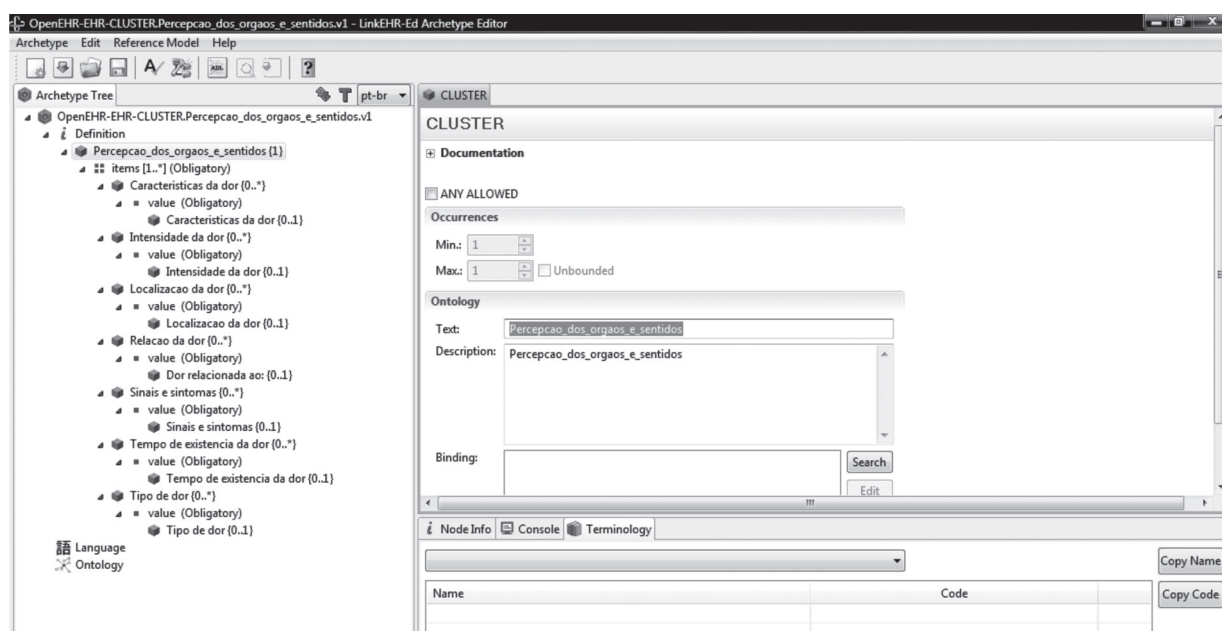 OpenEHR-EHR-CLUSTER.Percepcao_dos_orgaos_e_sentidos.v1 - LinkEHR-Ed Archetype Editor
Archetype Edit Reference Model Help
ADL
Archetype Tree
pt-br
OpenEHR-EHR-CLUSTER.Percepcao_dos_orgaos_e_sentidos.v1
Definition
Percepcao_dos_orgaos_e_sentidos {1}
items [1..*] (Obligatory)
Caracteristicas da dor {0..*}
value (Obligatory)
Caracteristicas da dor {0..1}
Intensidade da dor {0..*}
value (Obligatory)
Intensidade da dor {0..1}
Localizacao da dor {0..*}
value (Obligatory)
Localizacao da dor {0..1}
Relacao da dor {0..*}
value (Obligatory)
Dor relacionada ao: {0..1}
Sinais e sintomas {0..*}
value (Obligatory)
Sinais e sintomas {0..1}
Tempo de existencia da dor {0..*}
value (Obligatory)
Tempo de existencia da dor {0..1}
Tipo de dor {0..*}
value (Obligatory)
Tipo de dor {0..1}
語 Language
Ontology
CLUSTER
CLUSTER
Documentation
ANY ALLOWED
Occurrences
Min.: 1
Max.: 1 Unbounded
Ontology
Text: Percepcao_dos_orgaos_e_sentidos
Description: Percepcao_dos_orgaos_e_sentidos
Binding:
Search
Edit
Node Info Console Terminology
Copy Name
Name Code
Copy Code